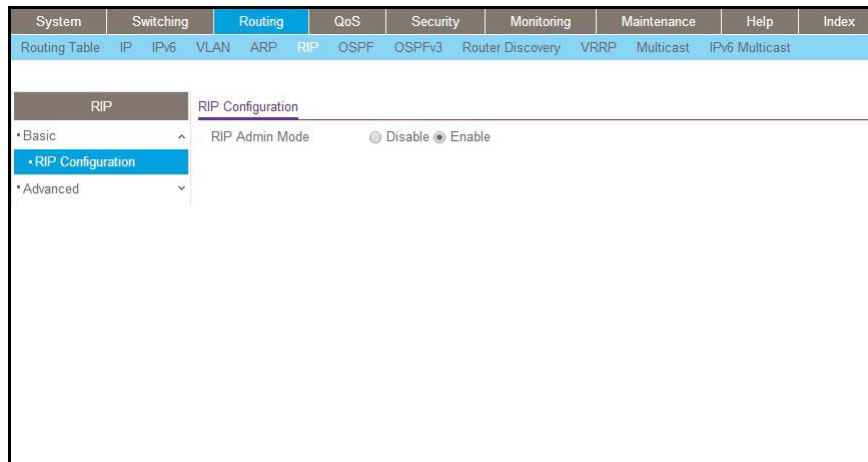 System Switching Routing QoS Security Monitoring Maintenance Help Index
Routing Table IP IPv6 VLAN ARP RIP OSPF OSPFv3 Router Discovery VRRP Multicast IPv6 Multicast
RIP
RIP Configuration
Basic
RIP Admin Mode Disable Enable
RIP Configuration
Advanced